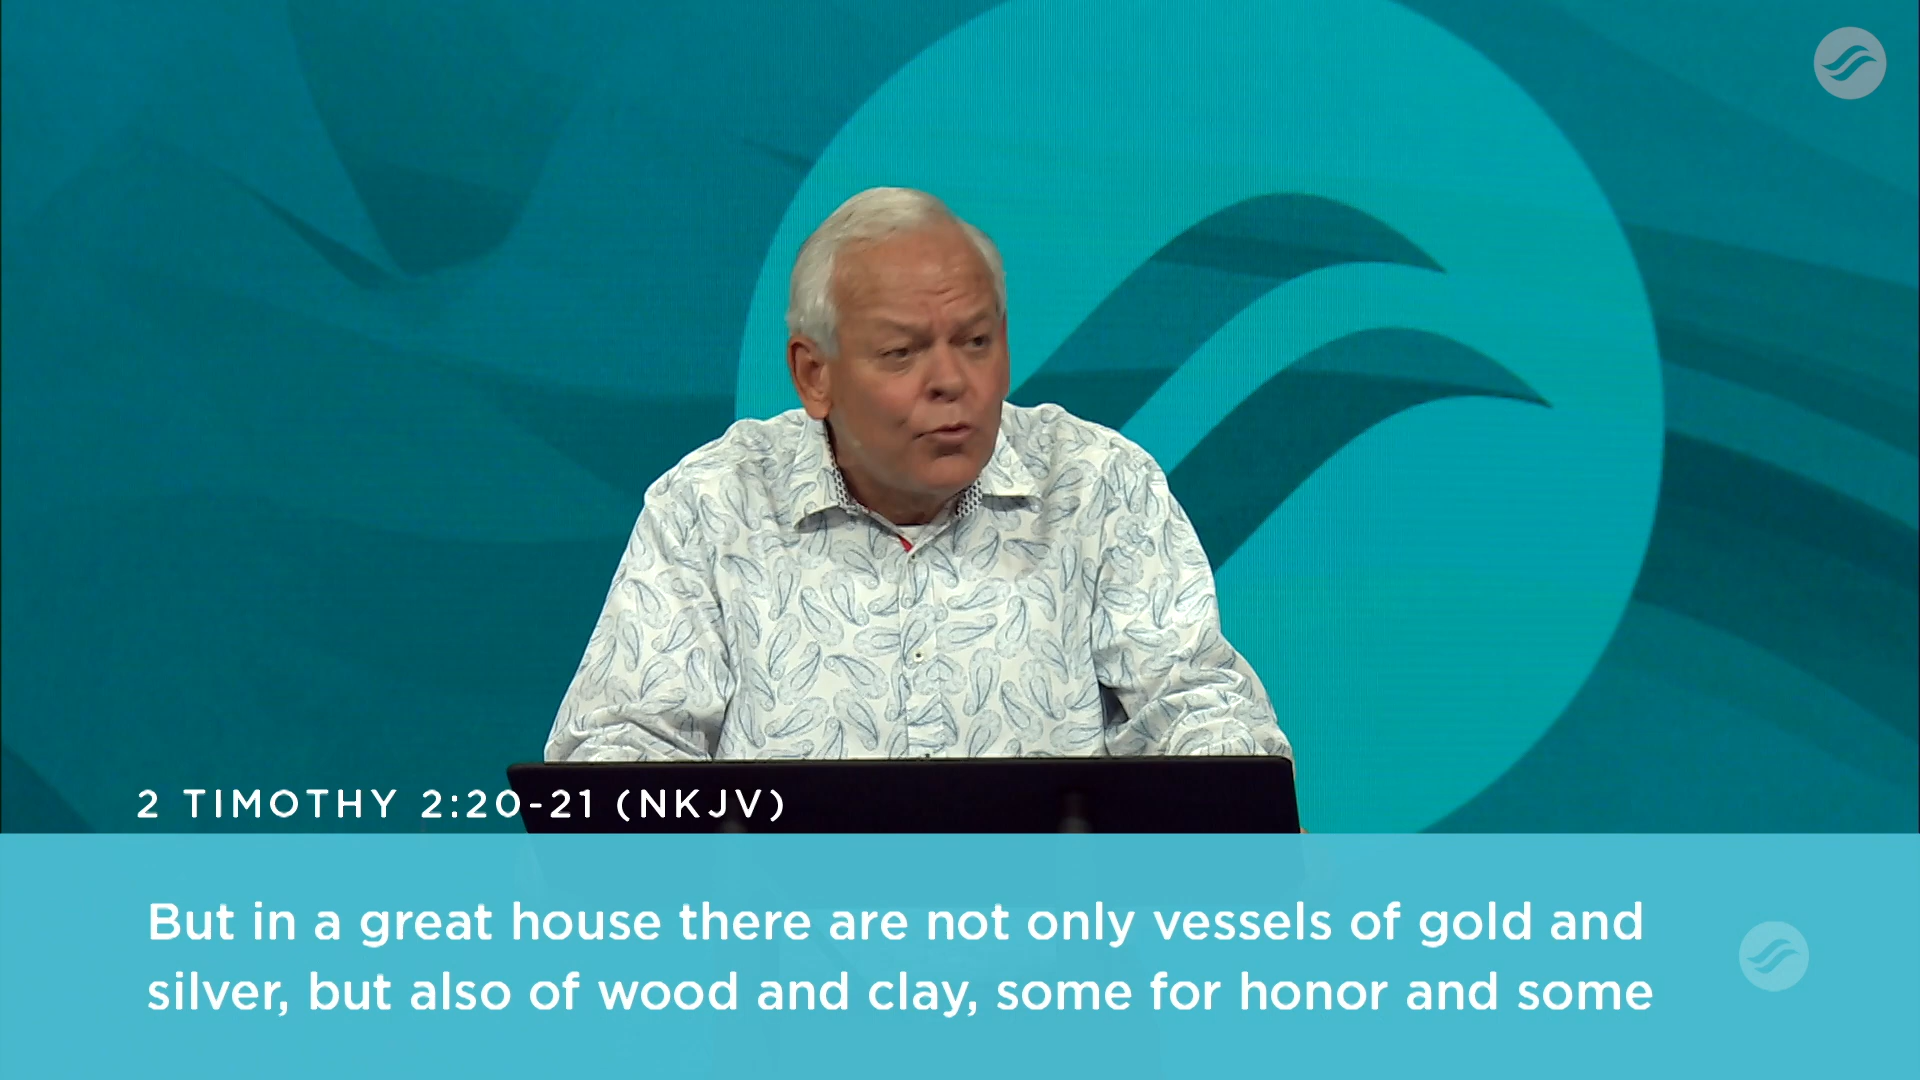 2 TIMOTHY 2:20-21 (NKJV)
But in a great house there are not only vessels of gold and
silver, but also of wood and clay, some for honor and some